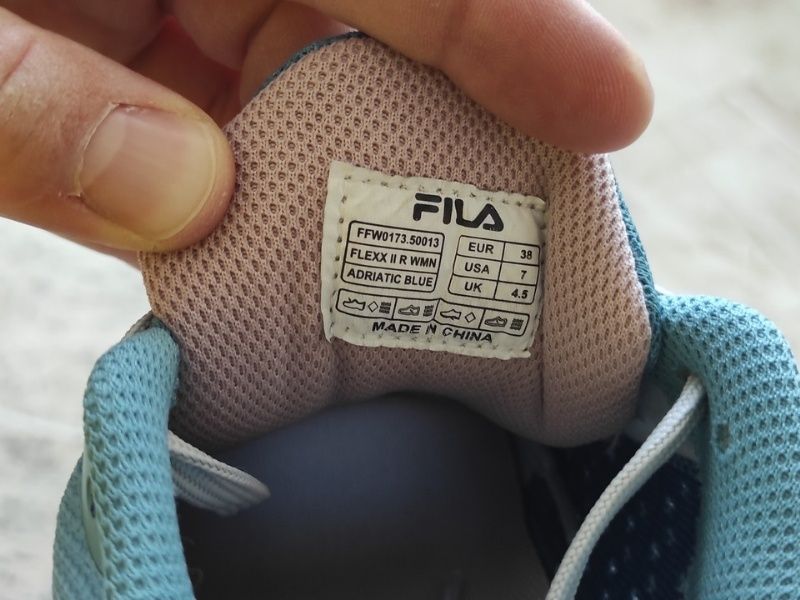 FILA
FFW0173.50013
FLEXX II R WMN
ADRIATIC BLUE
EUR 38
USA 7
UK 4.5
MADE IN CHINA